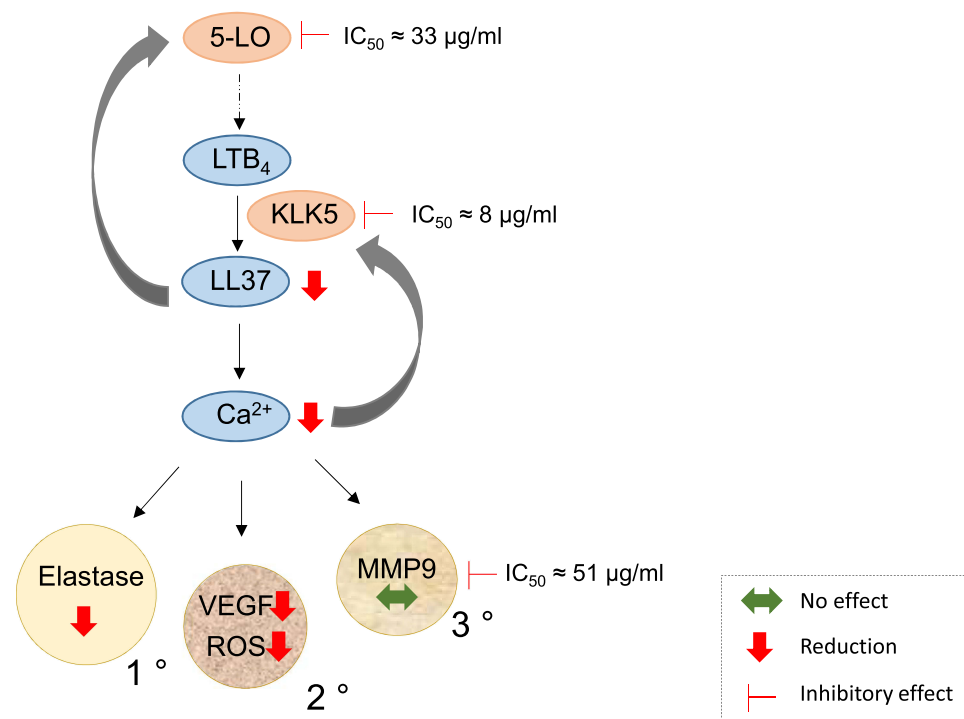 5-LO
IC₅₀ ≈ 33 µg/ml
LTB₄
KLK5
IC₅₀ ≈ 8 µg/ml
LL37
Ca²⁺
Elastase
1 °
VEGF
ROS
2 °
MMP9
3 °
IC₅₀ ≈ 51 µg/ml
No effect
Reduction
Inhibitory effect